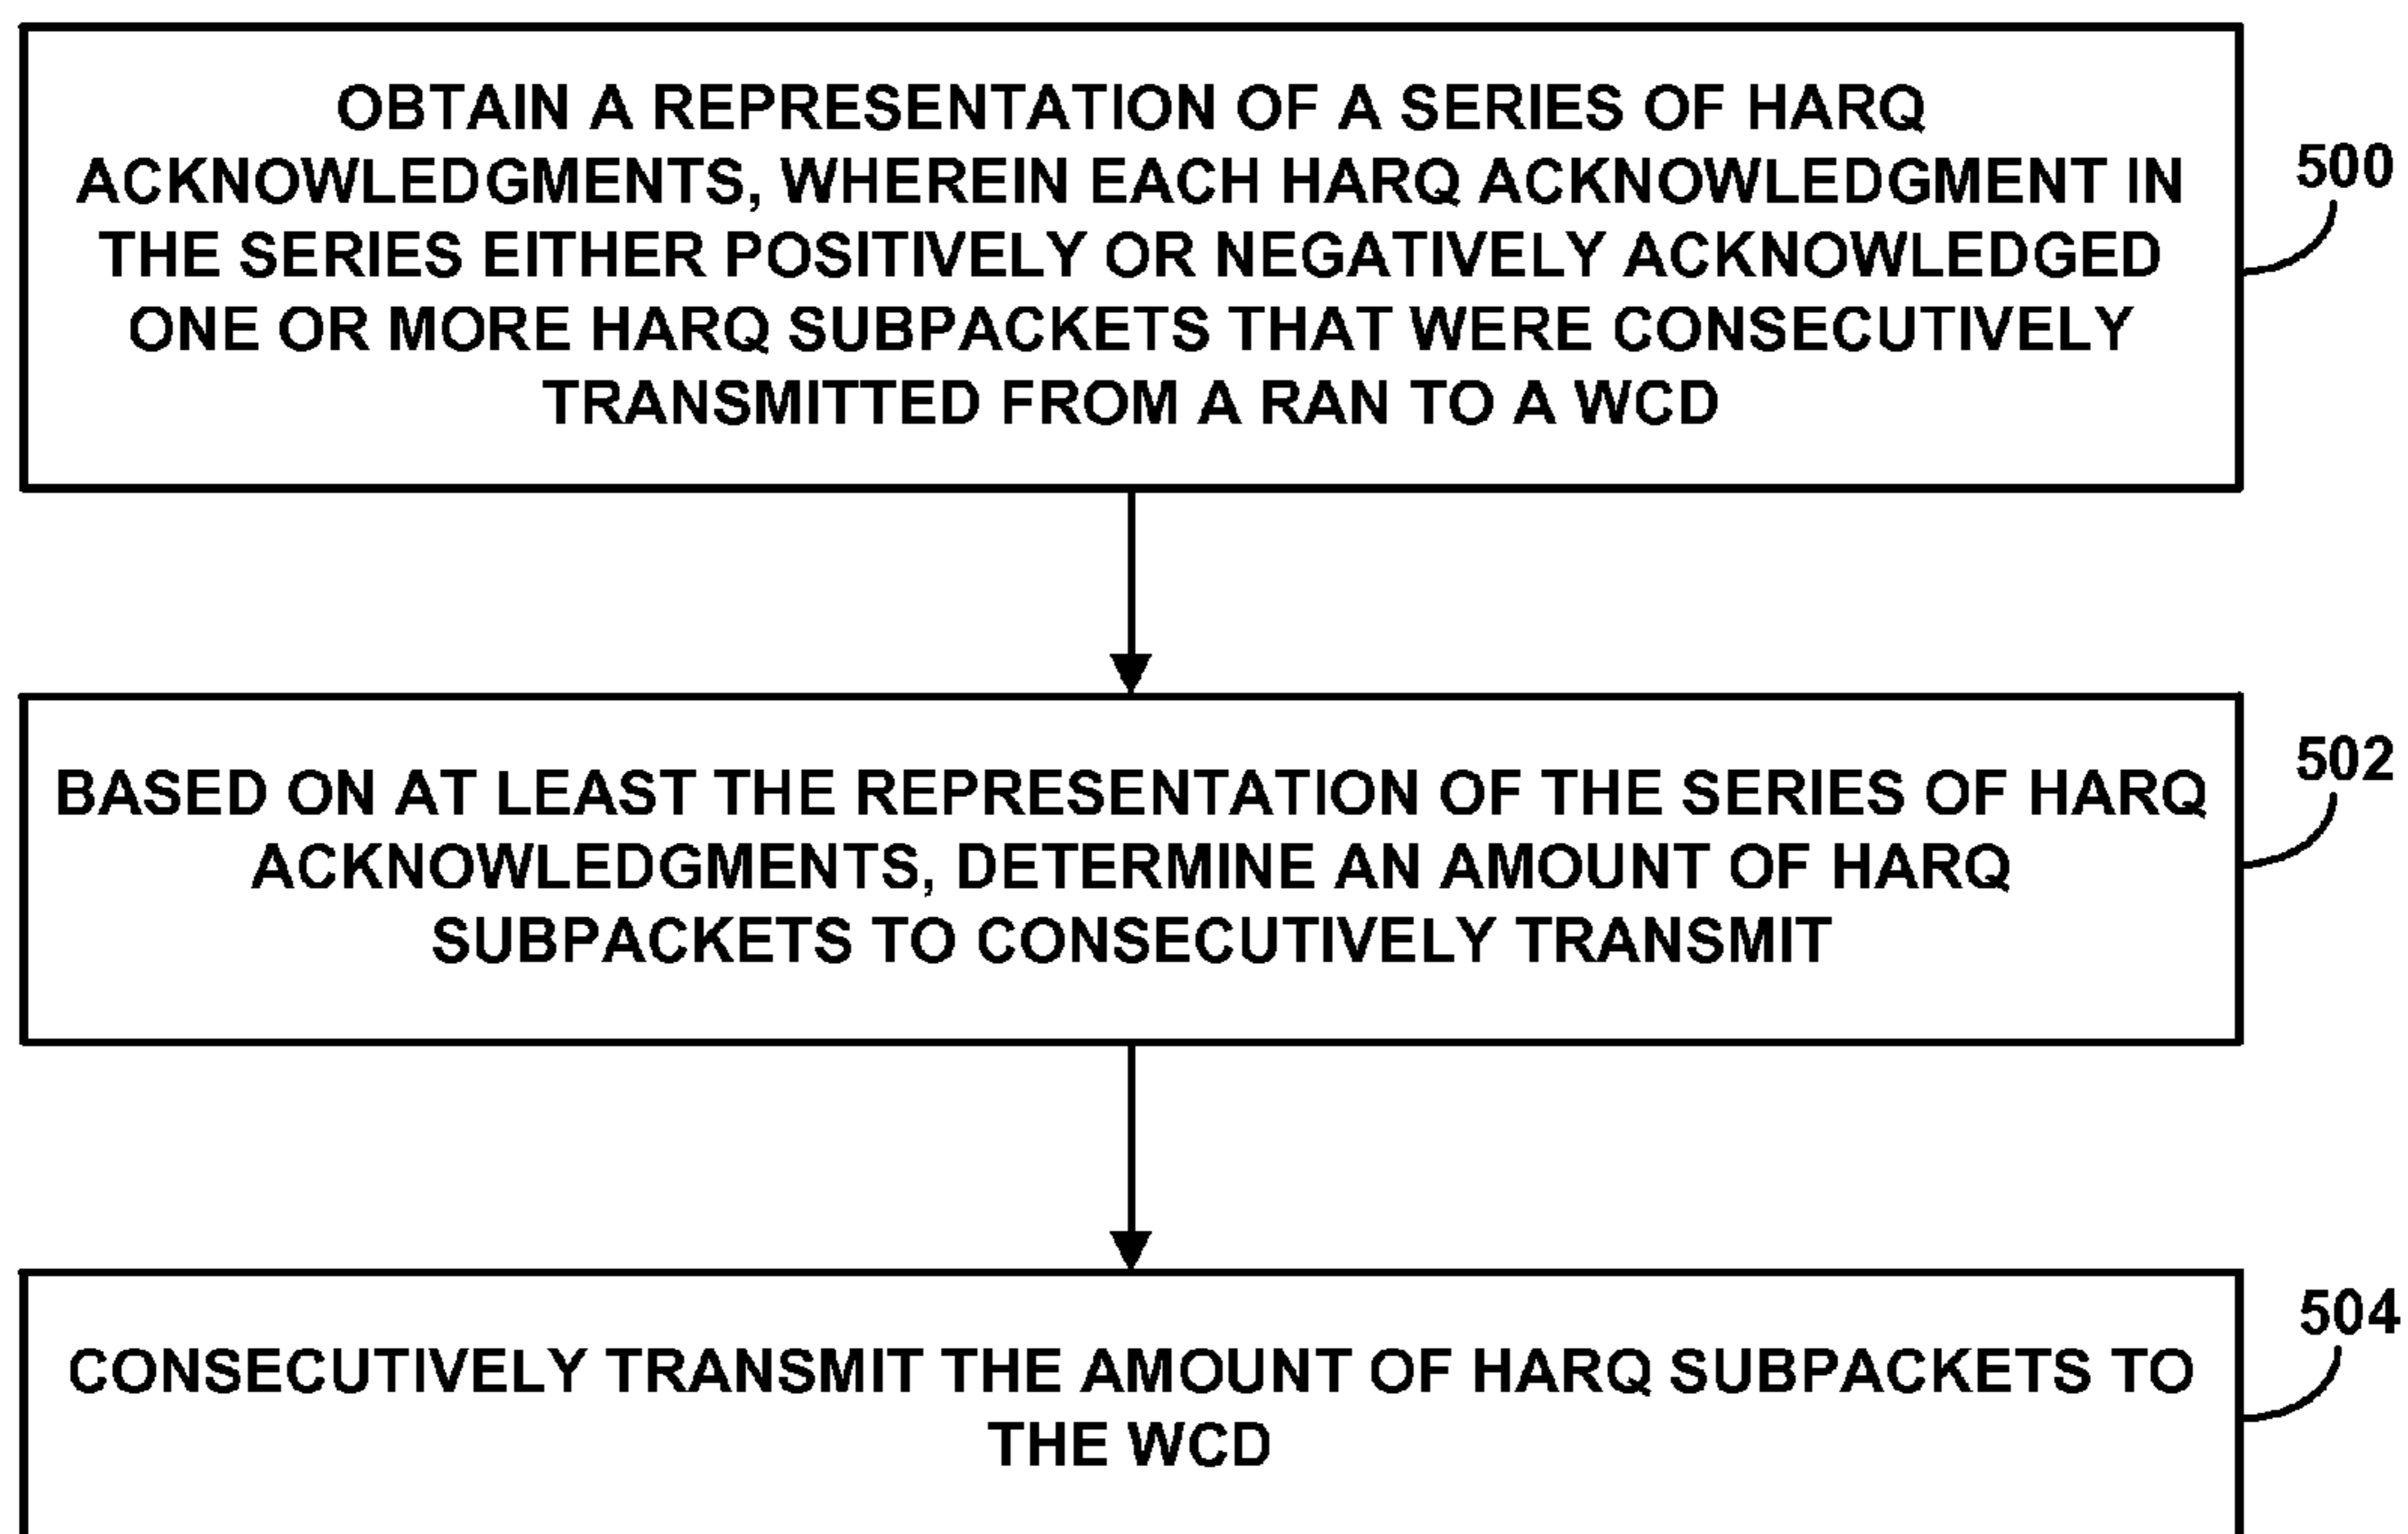 OBTAIN A REPRESENTATION OF A SERIES OF HARQ
ACKNOWLEDGMENTS, WHEREIN EACH HARQ ACKNOWLEDGMENT IN
THE SERIES EITHER POSITIVELY OR NEGATIVELY ACKNOWLEDGED
ONE OR MORE HARQ SUBPACKETS THAT WERE CONSECUTIVELY
TRANSMITTED FROM A RAN TO A WCD
500
BASED ON AT LEAST THE REPRESENTATION OF THE SERIES OF HARQ
ACKNOWLEDGMENTS, DETERMINE AN AMOUNT OF HARQ
SUBPACKETS TO CONSECUTIVELY TRANSMIT
502
CONSECUTIVELY TRANSMIT THE AMOUNT OF HARQ SUBPACKETS TO
THE WCD
504